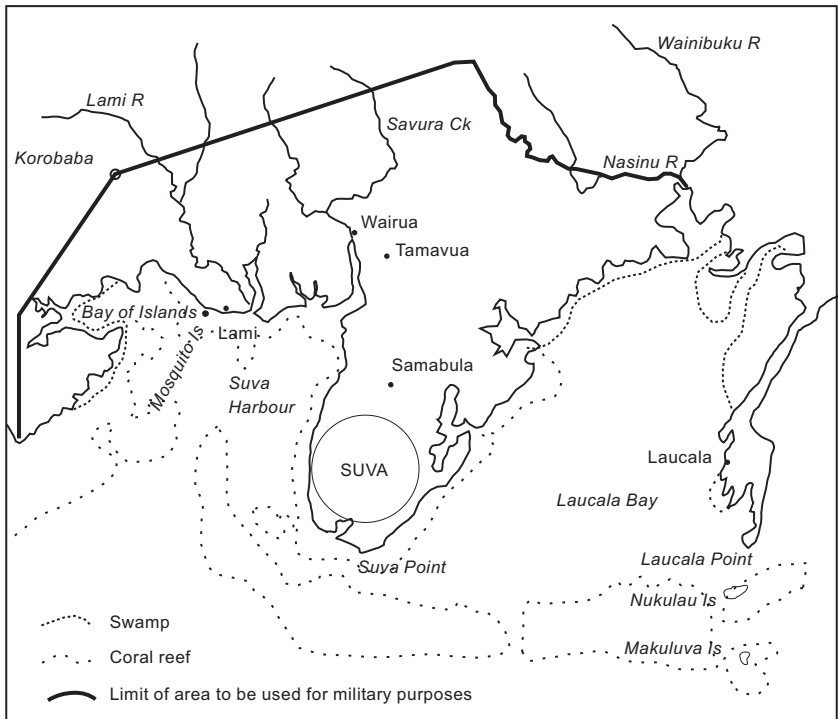 Wainibuku R
Lami R
Savura Ck
Korobaba
Nasinu R
Wairua
Tamavua
Bay of Islands
Lami
Mosquito Is
Suva
Harbour
Samabula
SUVA
Laucala
Laucala Bay
Suva Point
Laucala Point
Nukulau Is
Makuluva Is
Swamp
Coral reef
Limit of area to be used for military purposes